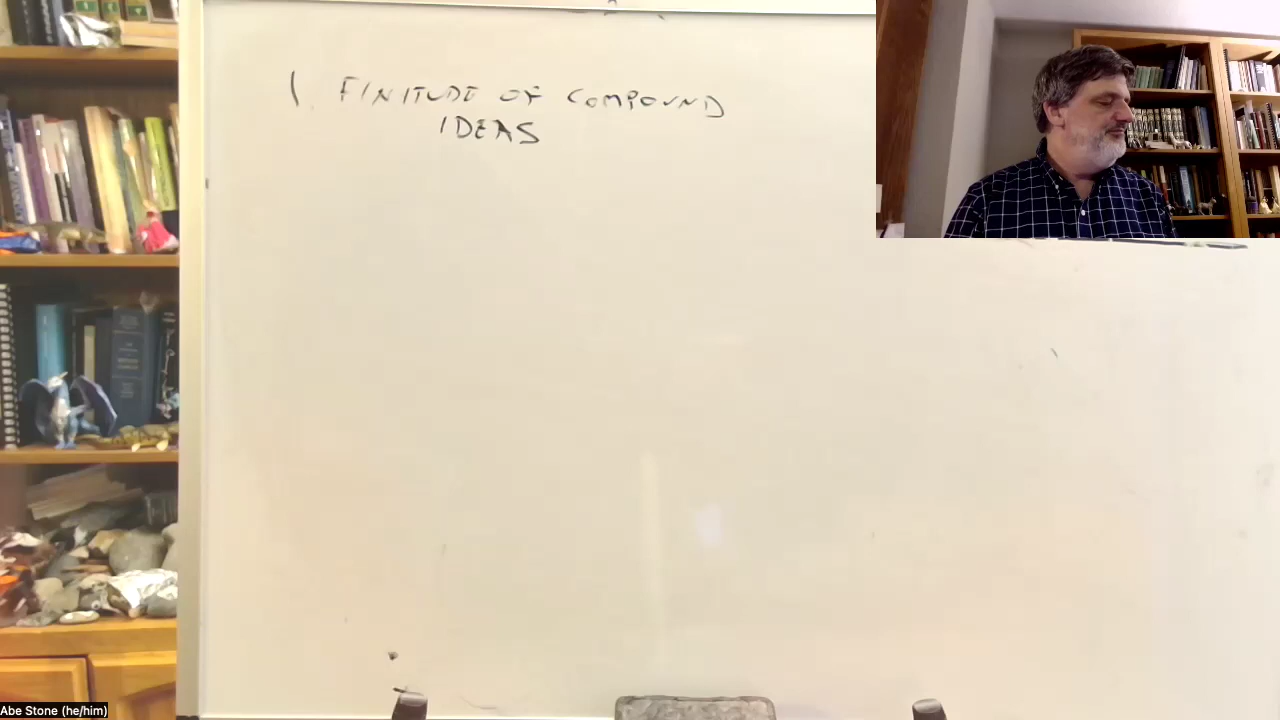 1. FINITUDE OF COMPOUND
IDEAS
Abe Stone (he/him)